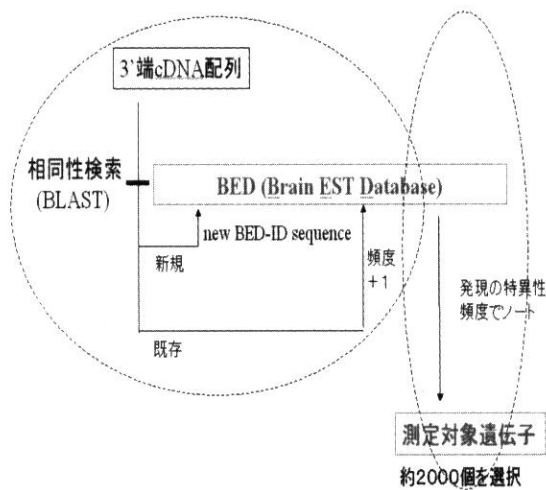 3'端cDNA配列
相同性検索
(BLAST)
BED (Brain EST Database)
new BED-ID sequence
新規
頻度
+1
既存
発現の特異性
頻度でソート
測定対象遺伝子
約2000個を選択